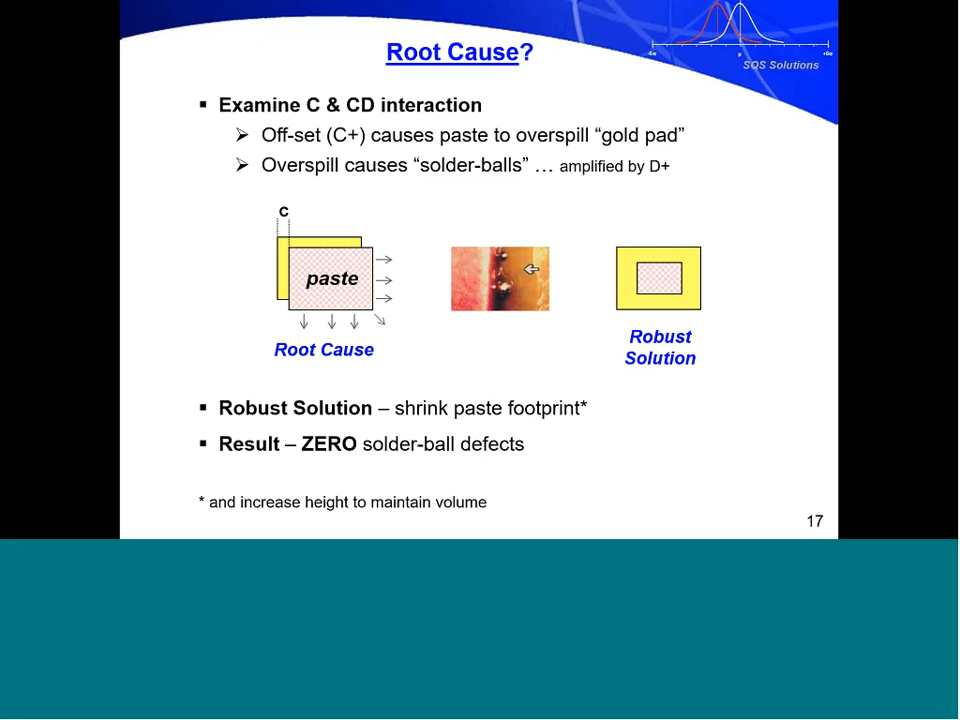 Root Cause?
SQS Solutions
▪ Examine C & CD interaction
➢ Off-set (C+) causes paste to overspill “gold pad”
➢ Overspill causes “solder-balls” … amplified by D+
C
paste
Root Cause
Robust
Solution
▪ Robust Solution – shrink paste footprint*
▪ Result – ZERO solder-ball defects
* and increase height to maintain volume
17